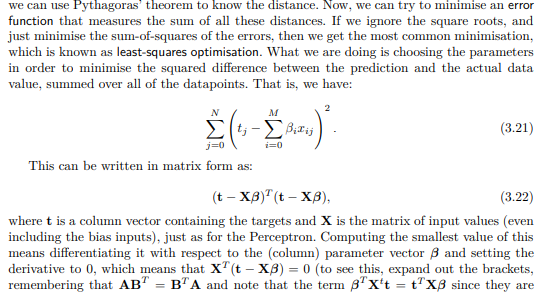 we can use Pythagoras' theorem to know the distance. Now, we can try to minimise an error
function that measures the sum of all these distances. If we ignore the square roots, and
just minimise the sum-of-squares of the errors, then we get the most common minimisation,
which is known as least-squares optimisation. What we are doing is choosing the parameters
in order to minimise the squared difference between the prediction and the actual data
value, summed over all of the datapoints. That is, we have:
∑_{j=0}^{N} (t_j − ∑_{i=0}^{M} β_i x_{ij})^2. (3.21)
This can be written in matrix form as:
(t − Xβ)^T (t − Xβ), (3.22)
where t is a column vector containing the targets and X is the matrix of input values (even
including the bias inputs), just as for the Perceptron. Computing the smallest value of this
means differentiating it with respect to the (column) parameter vector β and setting the
derivative to 0, which means that X^T (t − Xβ) = 0 (to see this, expand out the brackets,
remembering that AB^T = B^T A and note that the term β^T X^t t = t^T Xβ since they are